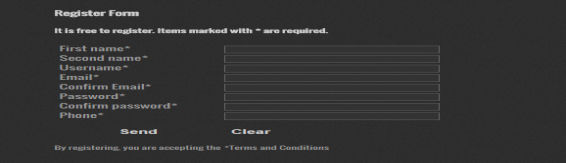 Register Form
It is free to register. Items marked with * are required.
First name*
Second name*
Username*
Email*
Confirm Email*
Password*
Confirm password*
Phone*
Send Clear
By registering, you are accepting the *Terms and Conditions